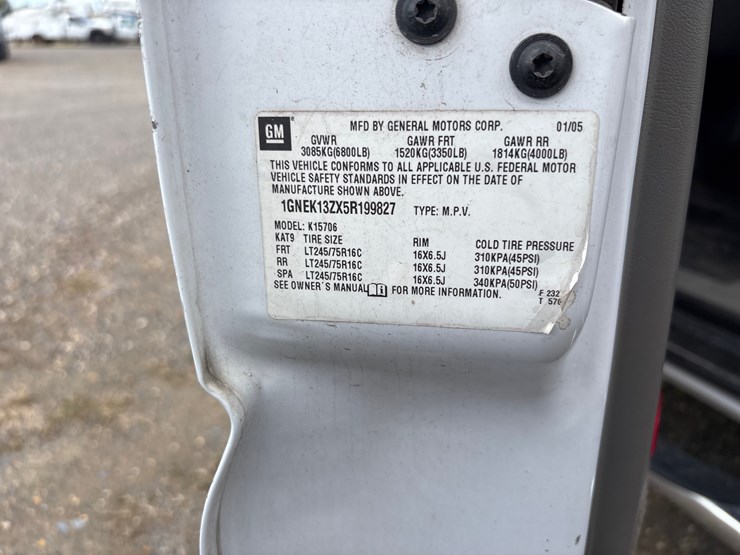 GM
MFD BY GENERAL MOTORS CORP. 01/05
GVWR GAWR FRT GAWR RR
3085KG(6800LB) 1520KG(3350LB) 1814KG(4000LB)
THIS VEHICLE CONFORMS TO ALL APPLICABLE U.S. FEDERAL MOTOR
VEHICLE SAFETY STANDARDS IN EFFECT ON THE DATE OF
MANUFACTURE SHOWN ABOVE.
1GNEK13ZX5R199827 TYPE: M.P.V.
MODEL: K15706
KAT9 TIRE SIZE RIM COLD TIRE PRESSURE
FRT LT245/75R16C 16X6.5J 310KPA(45PSI)
RR LT245/75R16C 16X6.5J 310KPA(45PSI)
SPA LT245/75R16C 16X6.5J 340KPA(50PSI)
SEE OWNER'S MANUAL FOR MORE INFORMATION.
F 232
T 576